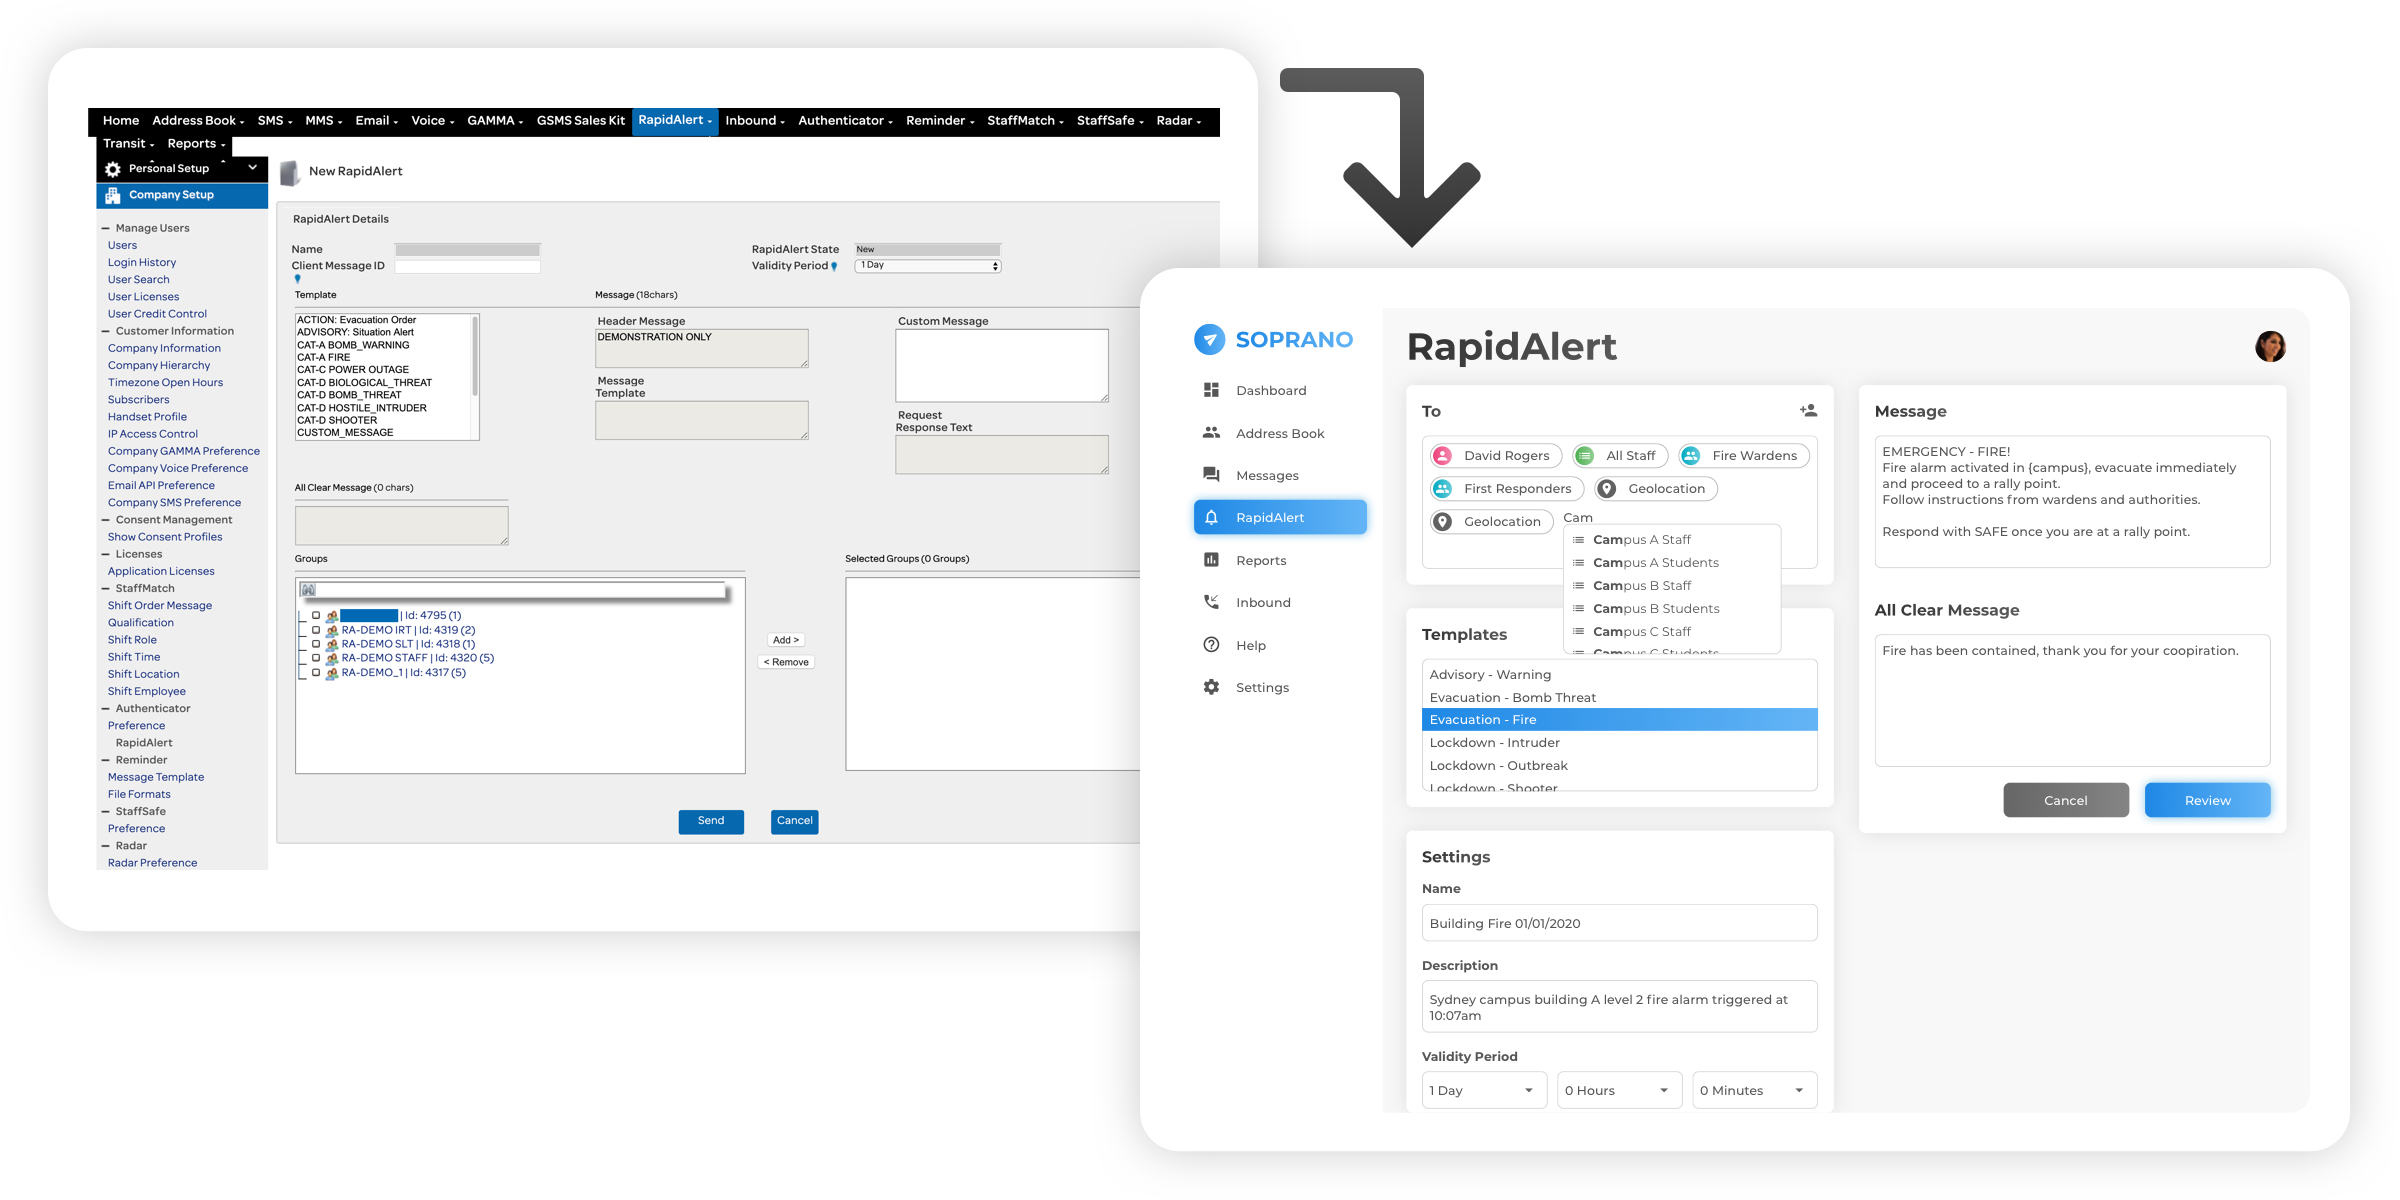 Home Address Book SMS MMS Email Voice GAMMA GSMS Sales Kit RapidAlert Inbound Authenticator Reminder StaffMatch StaffSafe Radar
Transit Reports
Personal Setup
Company Setup
Manage Users
Users
Login History
User Search
User Licenses
User Credit Control
Customer Information
Company Information
Company Hierarchy
Timezone Open Hours
Subscribers
Handset Profile
IP Access Control
Company GAMMA Preference
Company Voice Preference
Email API Preference
Company SMS Preference
Consent Management
Show Consent Profiles
Licenses
Application Licenses
StaffMatch
Shift Order Message
Qualification
Shift Role
Shift Time
Shift Location
Shift Employee
Authenticator
Preference
RapidAlert
Reminder
Message Template
File Formats
StaffSafe
Preference
Radar
Radar Preference
New RapidAlert
RapidAlert Details
Name
RapidAlert State New
Client Message ID
Validity Period 1 Day
Template
ACTION: Evacuation Order
ADVISORY: Situation Alert
CAT-A BOMB_WARNING
CAT-A FIRE
CAT-C POWER OUTAGE
CAT-D BIOLOGICAL_THREAT
CAT-D BOMB_THREAT
CAT-D HOSTILE_INTRUDER
CAT-D SHOOTER
CUSTOM_MESSAGE
Message (18chars)
Header Message
DEMONSTRATION ONLY
Message
Template
Custom Message
Request
Response Text
All Clear Message (0 chars)
Groups
| Id: 4795 (1)
RA-DEMO IRT | Id: 4319 (2)
RA-DEMO SLT | Id: 4318 (1)
RA-DEMO STAFF | Id: 4320 (5)
RA-DEMO_1 | Id: 4317 (5)
Add >
< Remove
Selected Groups (0 Groups)
Send
Cancel
SOPRANO
Dashboard
Address Book
Messages
RapidAlert
Reports
Inbound
Help
Settings
RapidAlert
To
David Rogers All Staff Fire Wardens
First Responders Geolocation
Geolocation Cam
Campus A Staff
Campus A Students
Campus B Staff
Campus B Students
Campus C Staff
Campus C Students
Templates
Advisory - Warning
Evacuation - Bomb Threat
Evacuation - Fire
Lockdown - Intruder
Lockdown - Outbreak
Lockdown - Shooter
Settings
Name
Building Fire 01/01/2020
Description
Sydney campus building A level 2 fire alarm triggered at
10:07am
Validity Period
1 Day 0 Hours 0 Minutes
Message
EMERGENCY - FIRE!
Fire alarm activated in {campus}, evacuate immediately
and proceed to a rally point.
Follow instructions from wardens and authorities.
Respond with SAFE once you are at a rally point.
All Clear Message
Fire has been contained, thank you for your coopiration.
Cancel
Review